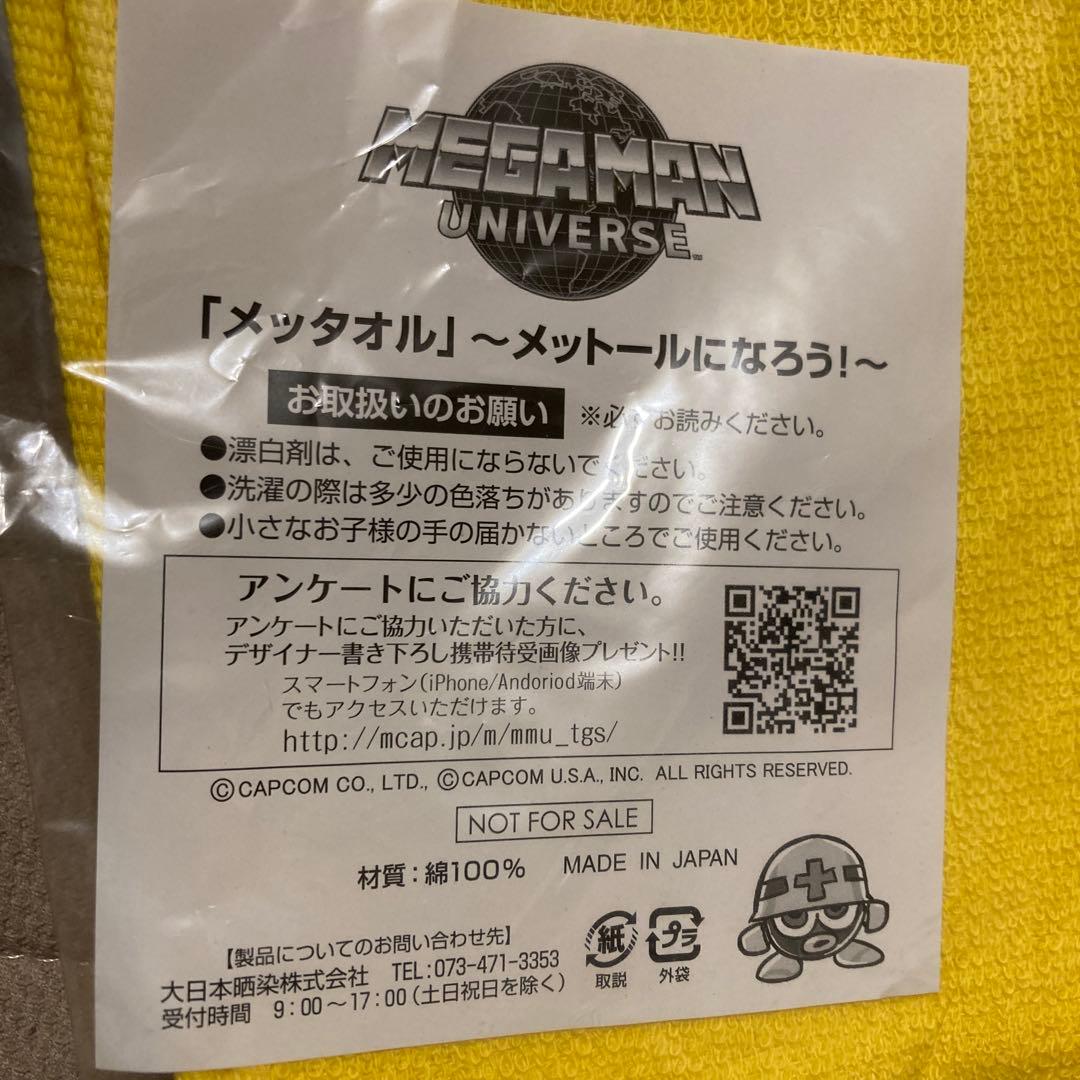 MEGAMAN
UNIVERSE™
「メッタオル」～メットールになろう!～
お取扱いのお願い ※必 お読みください。
●漂白剤は、ご使用にならないでください。
●洗濯の際は多少の色落ちがありますのでご注意ください。
●小さなお子様の手の届かないところでご使用ください。
アンケートにご協力ください。
アンケートにご協力いただいた方に、
デザイナー書き下ろし携帯待受画像プレゼント!!
スマートフォン(iPhone/Andoriod端末)
でもアクセスいただけます。
http://mcap.jp/m/mmu_tgs/
©CAPCOM CO., LTD., ©CAPCOM U.S.A., INC. ALL RIGHTS RESERVED.
NOT FOR SALE
材質：綿100% MADE IN JAPAN
紙 プラ
取説 外袋
【製品についてのお問い合わせ先】
大日本晒染株式会社 TEL:073-471-3353
受付時間 9:00～17:00(土日祝日を除く)